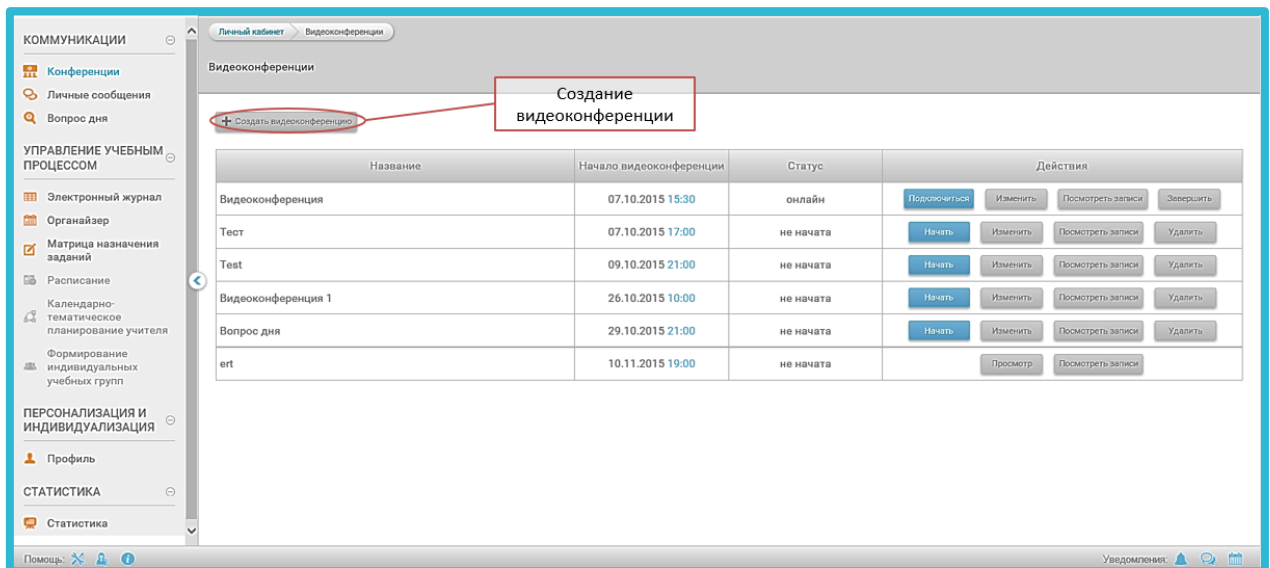 КОММУНИКАЦИИ
Конференции
Личные сообщения
Вопрос дня
УПРАВЛЕНИЕ УЧЕБНЫМ
ПРОЦЕССОМ
Электронный журнал
Органайзер
Матрица назначения
заданий
Расписание
Календарно-
тематическое
планирование учителя
Формирование
индивидуальных
учебных групп
ПЕРСОНАЛИЗАЦИЯ И
ИНДИВИДУАЛИЗАЦИЯ
Профиль
СТАТИСТИКА
Статистика
Личный кабинет Видеоконференции
Видеоконференции
Создание
видеоконференции
+ Создать видеоконференцию
Название Начало видеоконференции Статус Действия
Видеоконференция 07.10.2015 15:30 онлайн Подключиться Изменить Посмотреть записи Завершить
Тест 07.10.2015 17:00 не начата Начать Изменить Посмотреть записи Удалить
Test 09.10.2015 21:00 не начата Начать Изменить Посмотреть записи Удалить
Видеоконференция 1 26.10.2015 10:00 не начата Начать Изменить Посмотреть записи Удалить
Вопрос дня 29.10.2015 21:00 не начата Начать Изменить Посмотреть записи Удалить
ert 10.11.2015 19:00 не начата Просмотр Посмотреть записи
Помощь: Уведомления: